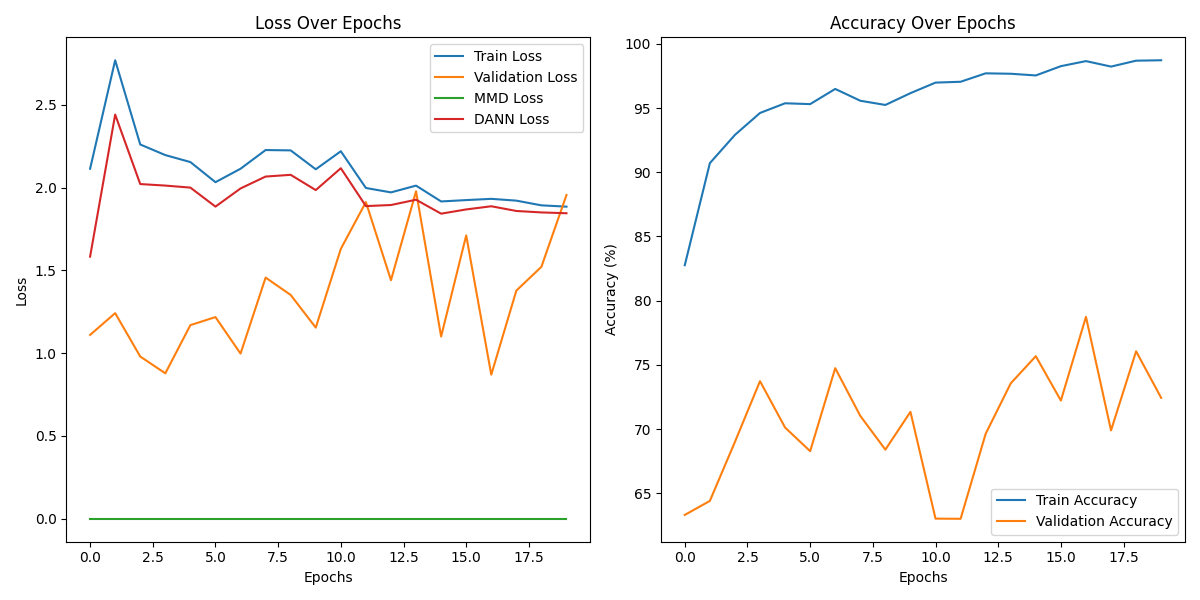 Loss Over Epochs
Train Loss
Validation Loss
MMD Loss
DANN Loss
2.5
2.0
1.5
1.0
0.5
0.0
Loss
0.0 2.5 5.0 7.5 10.0 12.5 15.0 17.5
Epochs
Accuracy Over Epochs
100
95
90
85
80
75
70
65
Accuracy (%)
Train Accuracy
Validation Accuracy
0.0 2.5 5.0 7.5 10.0 12.5 15.0 17.5
Epochs